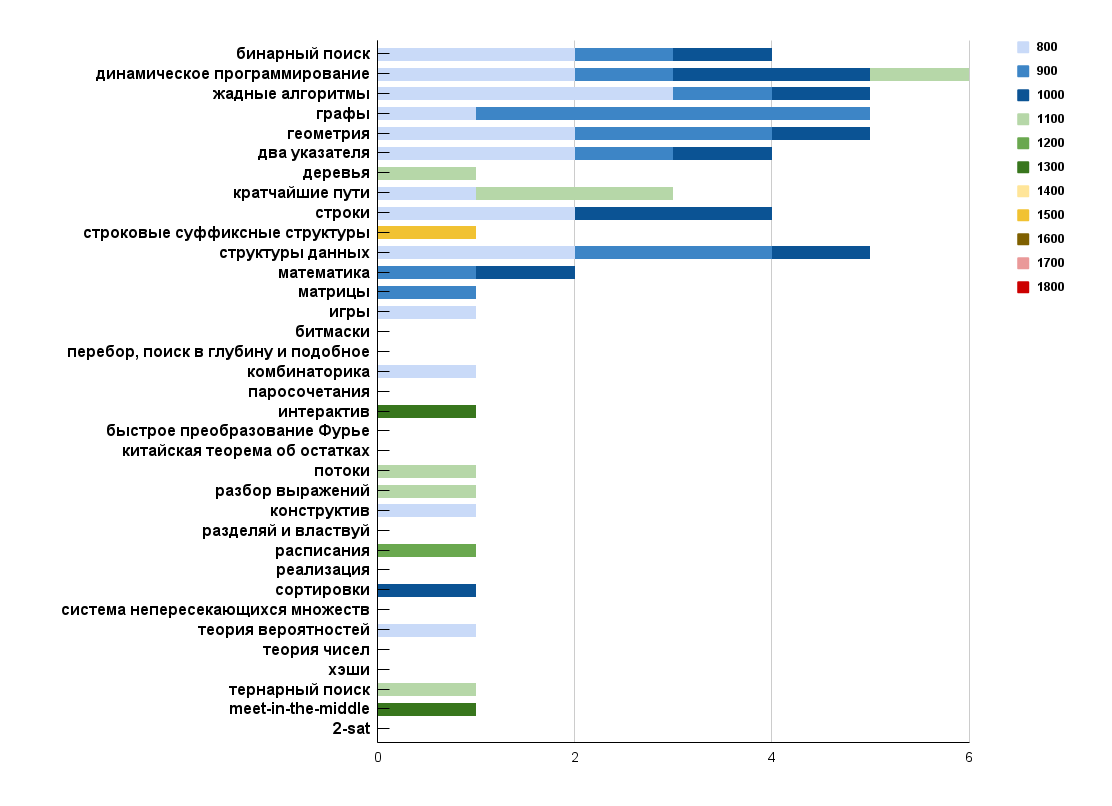 бинарный поиск
динамическое программирование
жадные алгоритмы
графы
геометрия
два указателя
деревья
кратчайшие пути
строки
строковые суффиксные структуры
структуры данных
математика
матрицы
игры
битмаски
перебор, поиск в глубину и подобное
комбинаторика
паросочетания
интерактив
быстрое преобразование Фурье
китайская теорема об остатках
потоки
разбор выражений
конструктив
разделяй и властвуй
расписания
реализация
сортировки
система непересекающихся множеств
теория вероятностей
теория чисел
хэши
тернарный поиск
meet-in-the-middle
2-sat
0 2 4 6
800
900
1000
1100
1200
1300
1400
1500
1600
1700
1800